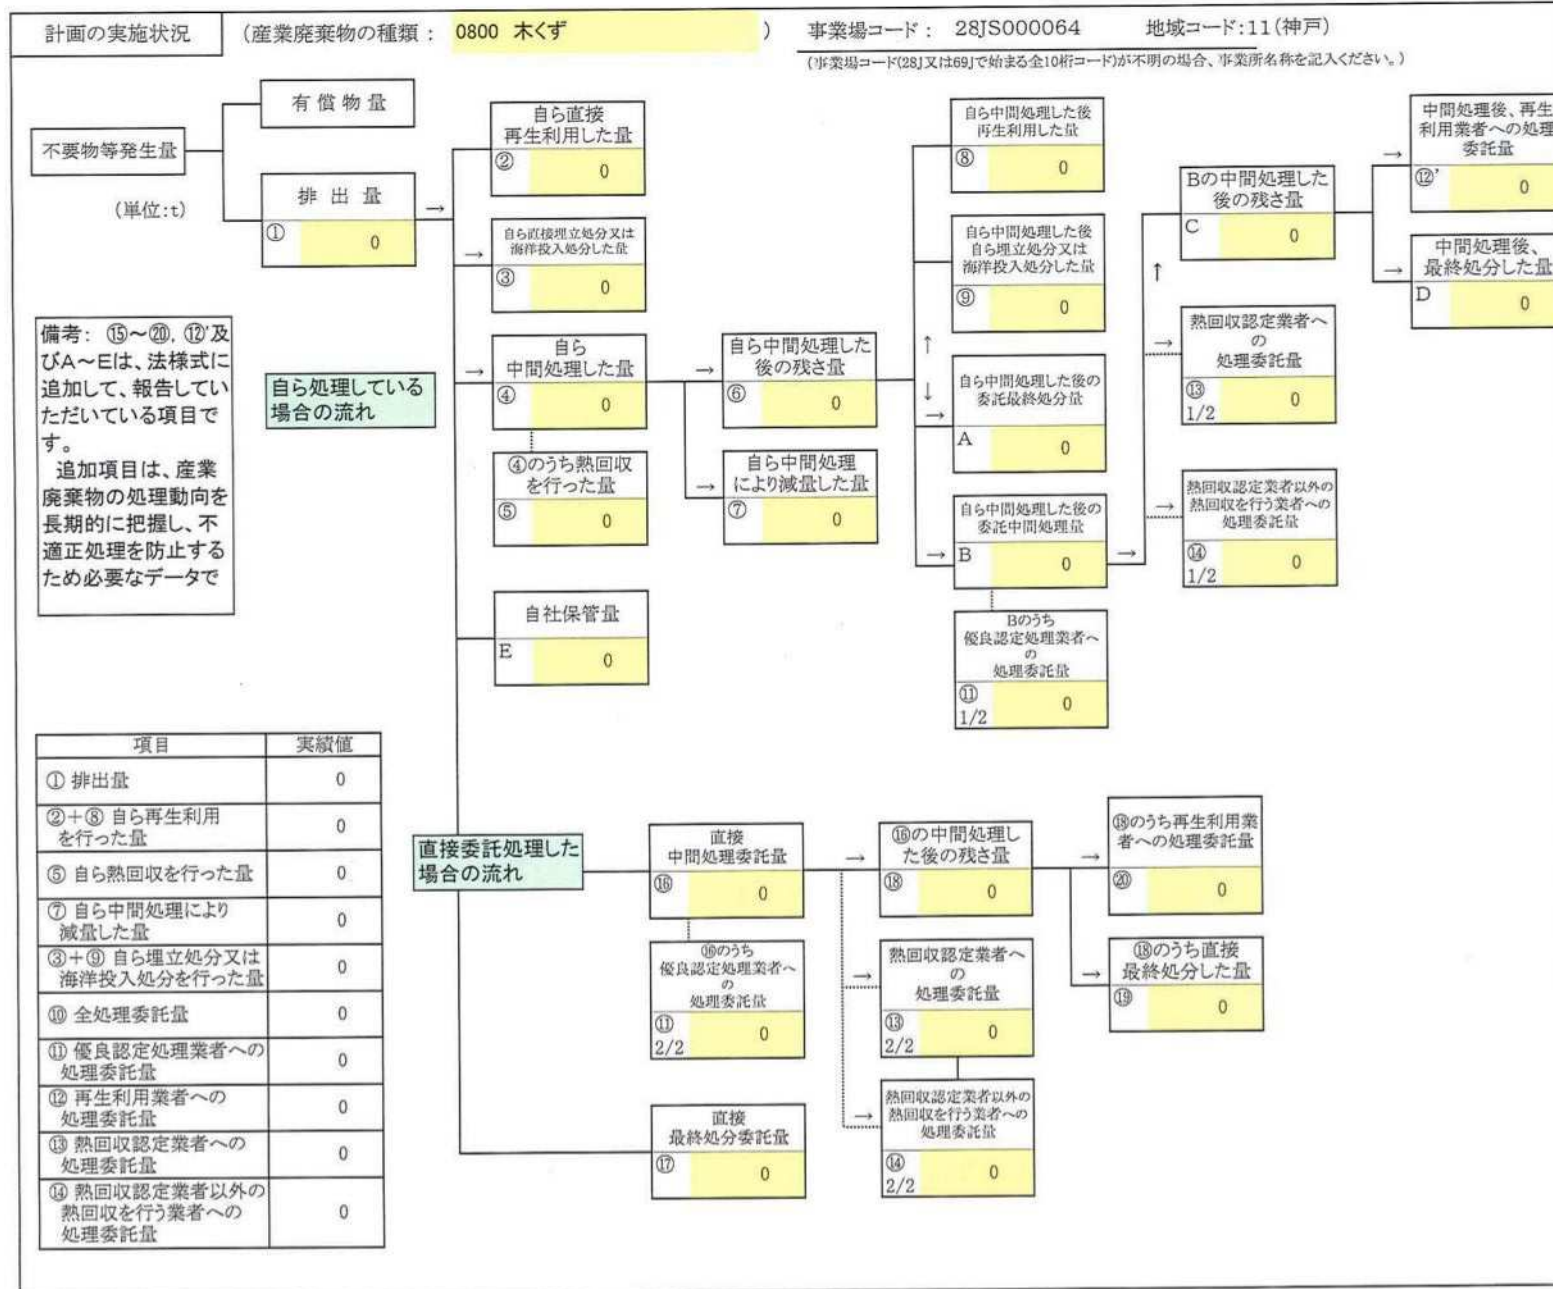 計画の実施状況
(産業廃棄物の種類: 0800 木くず )
事業場コード: 28JS000064 地域コード:11(神戸)
(事業場コード(28J又は69Jで始まる全10桁コード)が不明の場合、事業所名称を記入ください。)
不要物等発生量
(単位:t)
有償物量
排出量
→
① 0
自ら直接
再生利用した量
② 0
→
自ら直接埋立処分又は
海洋投入処分した量
③ 0
→
自ら
中間処理した量
④ 0
④のうち熱回収
を行った量
⑤ 0
自社保管量
E 0
→
自ら中間処理した
後の残さ量
⑥ 0
→
自ら中間処理
により減量した量
⑦ 0
自ら中間処理した後
再生利用した量
⑧ 0
自ら中間処理した後
自ら埋立処分又は
海洋投入処分した量
⑨ 0
↑
↓
→
自ら中間処理した後の
委託最終処分量
A 0
→
自ら中間処理した後の
委託中間処理量
B 0
→
Bのうち
優良認定処理業者へ
の
処理委託量
⑪
1/2 0
Bの中間処理した
後の残さ量
C 0
↑
→
熱回収認定業者へ
の
処理委託量
⑬
1/2 0
→
熱回収認定業者以外の
熱回収を行う業者への
処理委託量
⑭
1/2 0
→
中間処理後、再生
利用業者への処理
委託量
⑫' 0
→
中間処理後、
最終処分した量
D 0
備考: ⑮～⑳, ⑫'及
びA～Eは、法様式に
追加して、報告してい
ただいている項目で
す。
追加項目は、産業
廃棄物の処理動向を
長期的に把握し、不
適正処理を防止する
ため必要なデータで
自ら処理している
場合の流れ
項目 実績値
① 排出量 0
②+⑧ 自ら再生利用
を行った量 0
⑤ 自ら熱回収を行った量 0
⑦ 自ら中間処理により
減量した量 0
③+⑨ 自ら埋立処分又は
海洋投入処分を行った量 0
⑩ 全処理委託量 0
⑪ 優良認定処理業者への
処理委託量 0
⑫ 再生利用業者への
処理委託量 0
⑬ 熱回収認定業者への
処理委託量 0
⑭ 熱回収認定業者以外の
熱回収を行う業者への
処理委託量 0
直接委託処理した
場合の流れ
直接
中間処理委託量
⑯ 0
⑯のうち
優良認定処理業者へ
の
処理委託量
⑪
2/2 0
直接
最終処分委託量
⑰ 0
→
⑯の中間処理し
た後の残さ量
⑱ 0
→
熱回収認定業者へ
の
処理委託量
⑬
2/2 0
→
熱回収認定業者以外の
熱回収を行う業者への
処理委託量
⑭
2/2 0
→
⑱のうち再生利用業
者への処理委託量
⑳ 0
→
⑱のうち直接
最終処分した量
⑲ 0